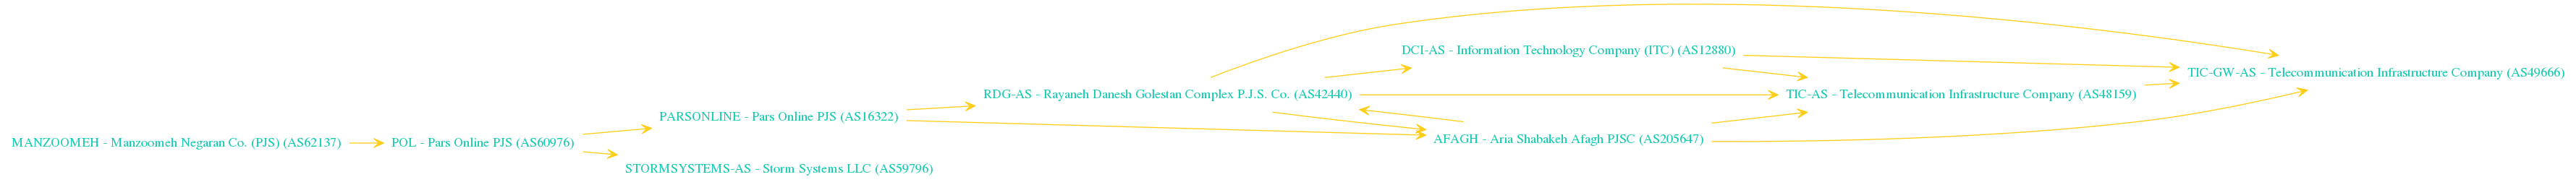 MANZOOMEH - Manzoomeh Negaran Co. (PJS) (AS62137)
POL - Pars Online PJS (AS60976)
PARSONLINE - Pars Online PJS (AS16322)
STORMSYSTEMS-AS - Storm Systems LLC (AS59796)
RDG-AS - Rayaneh Danesh Golestan Complex P.J.S. Co. (AS42440)
DCI-AS - Information Technology Company (ITC) (AS12880)
AFAGH - Aria Shabakeh Afagh PJSC (AS205647)
TIC-AS - Telecommunication Infrastructure Company (AS48159)
TIC-GW-AS - Telecommunication Infrastructure Company (AS49666)